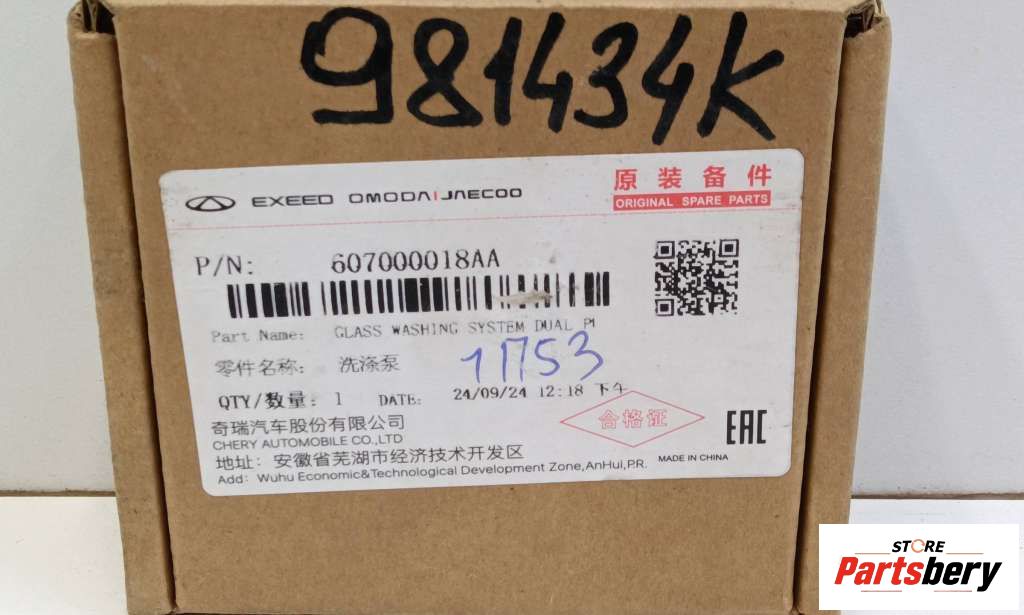 981434K
EXEED OMODA JAECOO
原装备件
ORIGINAL SPARE PARTS
P/N: 607000018AA
Part Name: GLASS WASHING SYSTEM DUAL
零件名称: 洗涤泵
11753
QTY/数量: 1 DATE: 24/09/24 12:18 下午
奇瑞汽车股份有限公司
CHERY AUTOMOBILE CO.,LTD
合格证
EAC
地址: 安徽省芜湖市经济技术开发区
MADE IN CHINA
Add: Wuhu Economic&Technological Development Zone,AnHui,P.R.
STORE
Partsbery